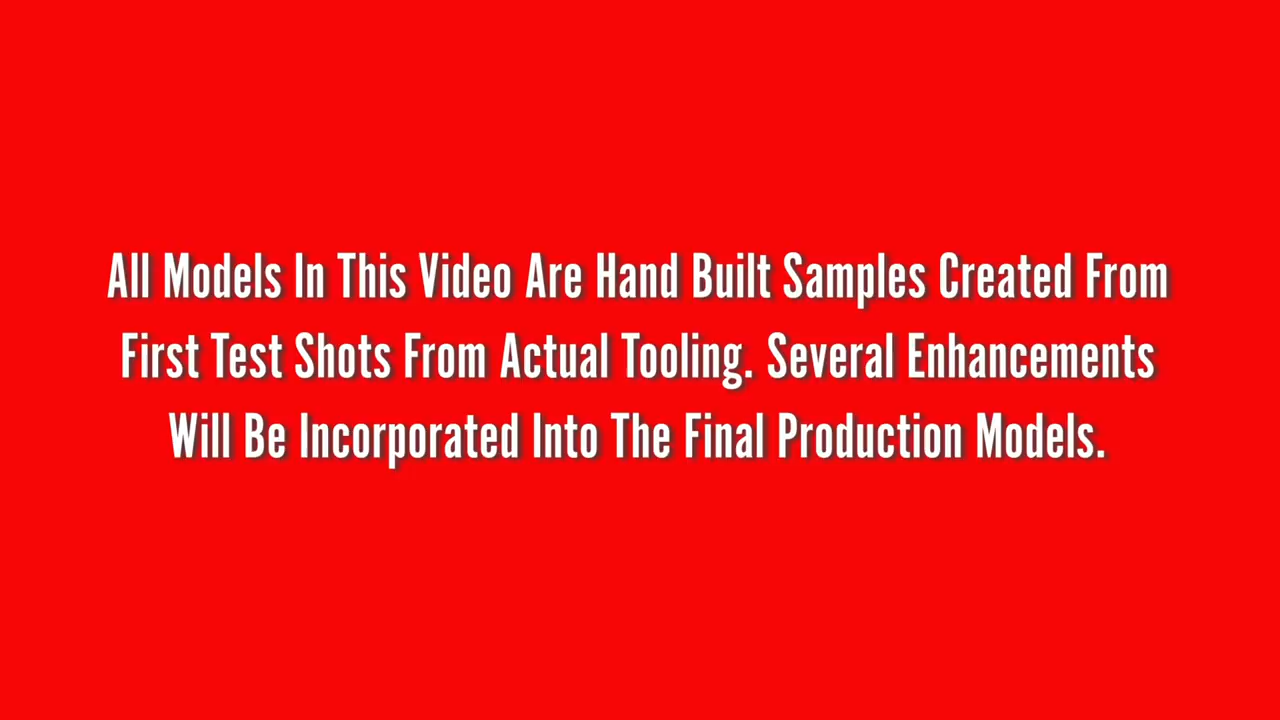 All Models In This Video Are Hand Built Samples Created From
First Test Shots From Actual Tooling. Several Enhancements
Will Be Incorporated Into The Final Production Models.